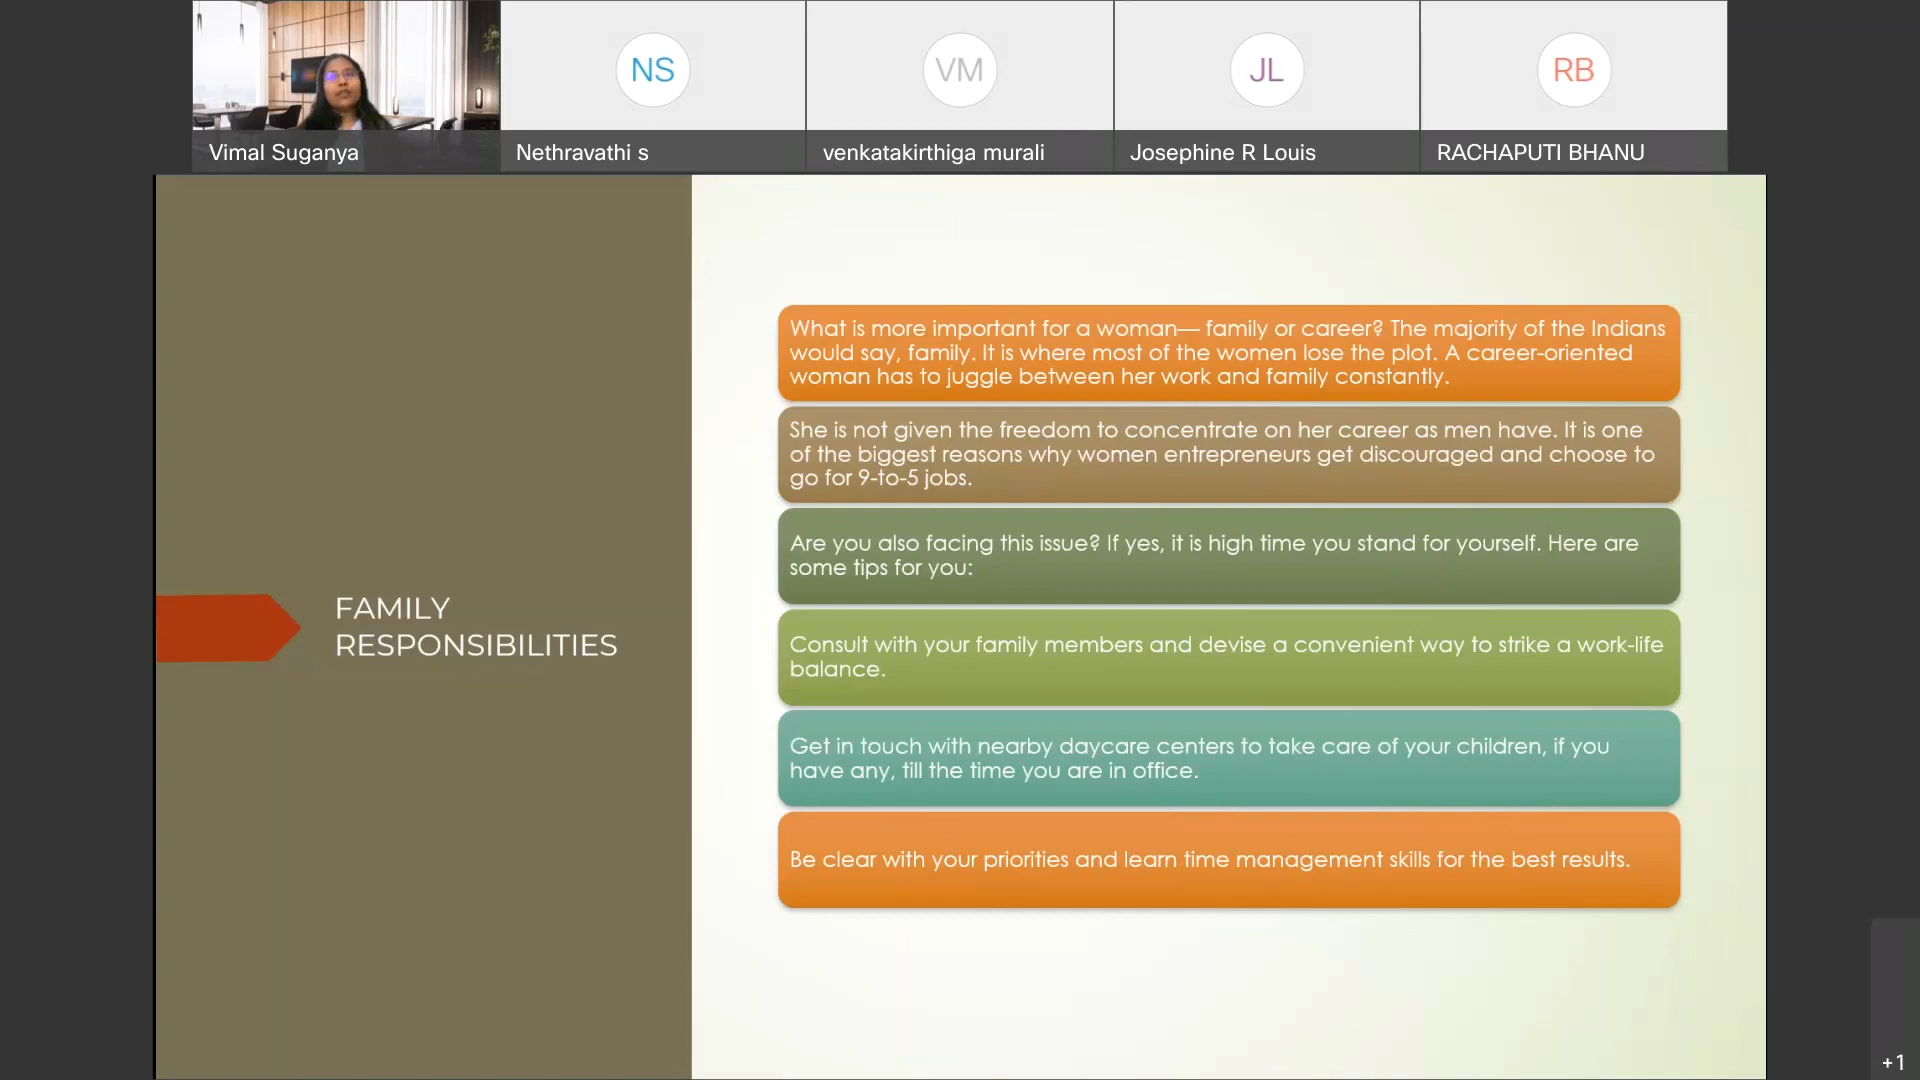 NS
VM
JL
RB
Vimal Suganya
Nethravathi s
venkatakirthiga murali
Josephine R Louis
RACHAPUTI BHANU
FAMILY
RESPONSIBILITIES
What is more important for a woman— family or career? The majority of the Indians
would say, family. It is where most of the women lose the plot. A career-oriented
woman has to juggle between her work and family constantly.
She is not given the freedom to concentrate on her career as men have. It is one
of the biggest reasons why women entrepreneurs get discouraged and choose to
go for 9-to-5 jobs.
Are you also facing this issue? If yes, it is high time you stand for yourself. Here are
some tips for you:
Consult with your family members and devise a convenient way to strike a work-life
balance.
Get in touch with nearby daycare centers to take care of your children, if you
have any, till the time you are in office.
Be clear with your priorities and learn time management skills for the best results.
+1